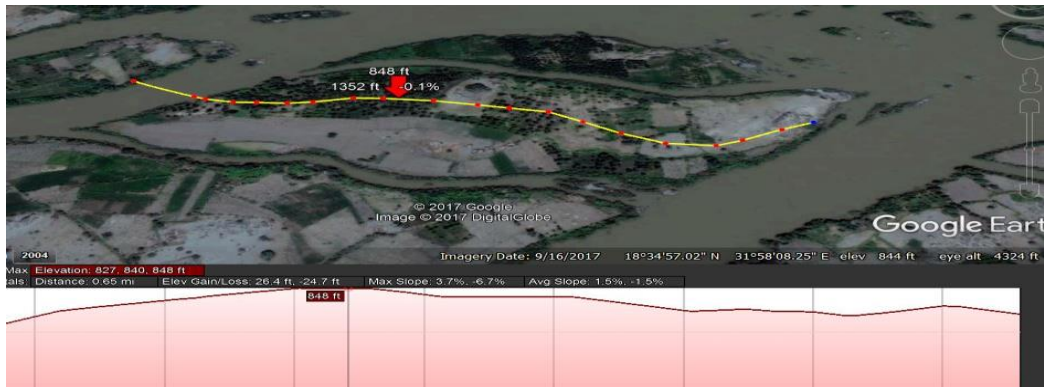 848 ft
1352 ft -0.1%
© 2017 Google
Image © 2017 DigitalGlobe
Google Eart
2004
Imagery Date: 9/16/2017 18°34'57.02" N 31°58'08.25" E elev 844 ft eye alt 4324 ft
Max Elevation: 827, 840, 848 ft
tals: Distance: 0.65 mi Elev Gain/Loss: 26.4 ft, -24.7 ft Max Slope: 3.7%, -6.7% Avg Slope: 1.5%, -1.5%
848 ft